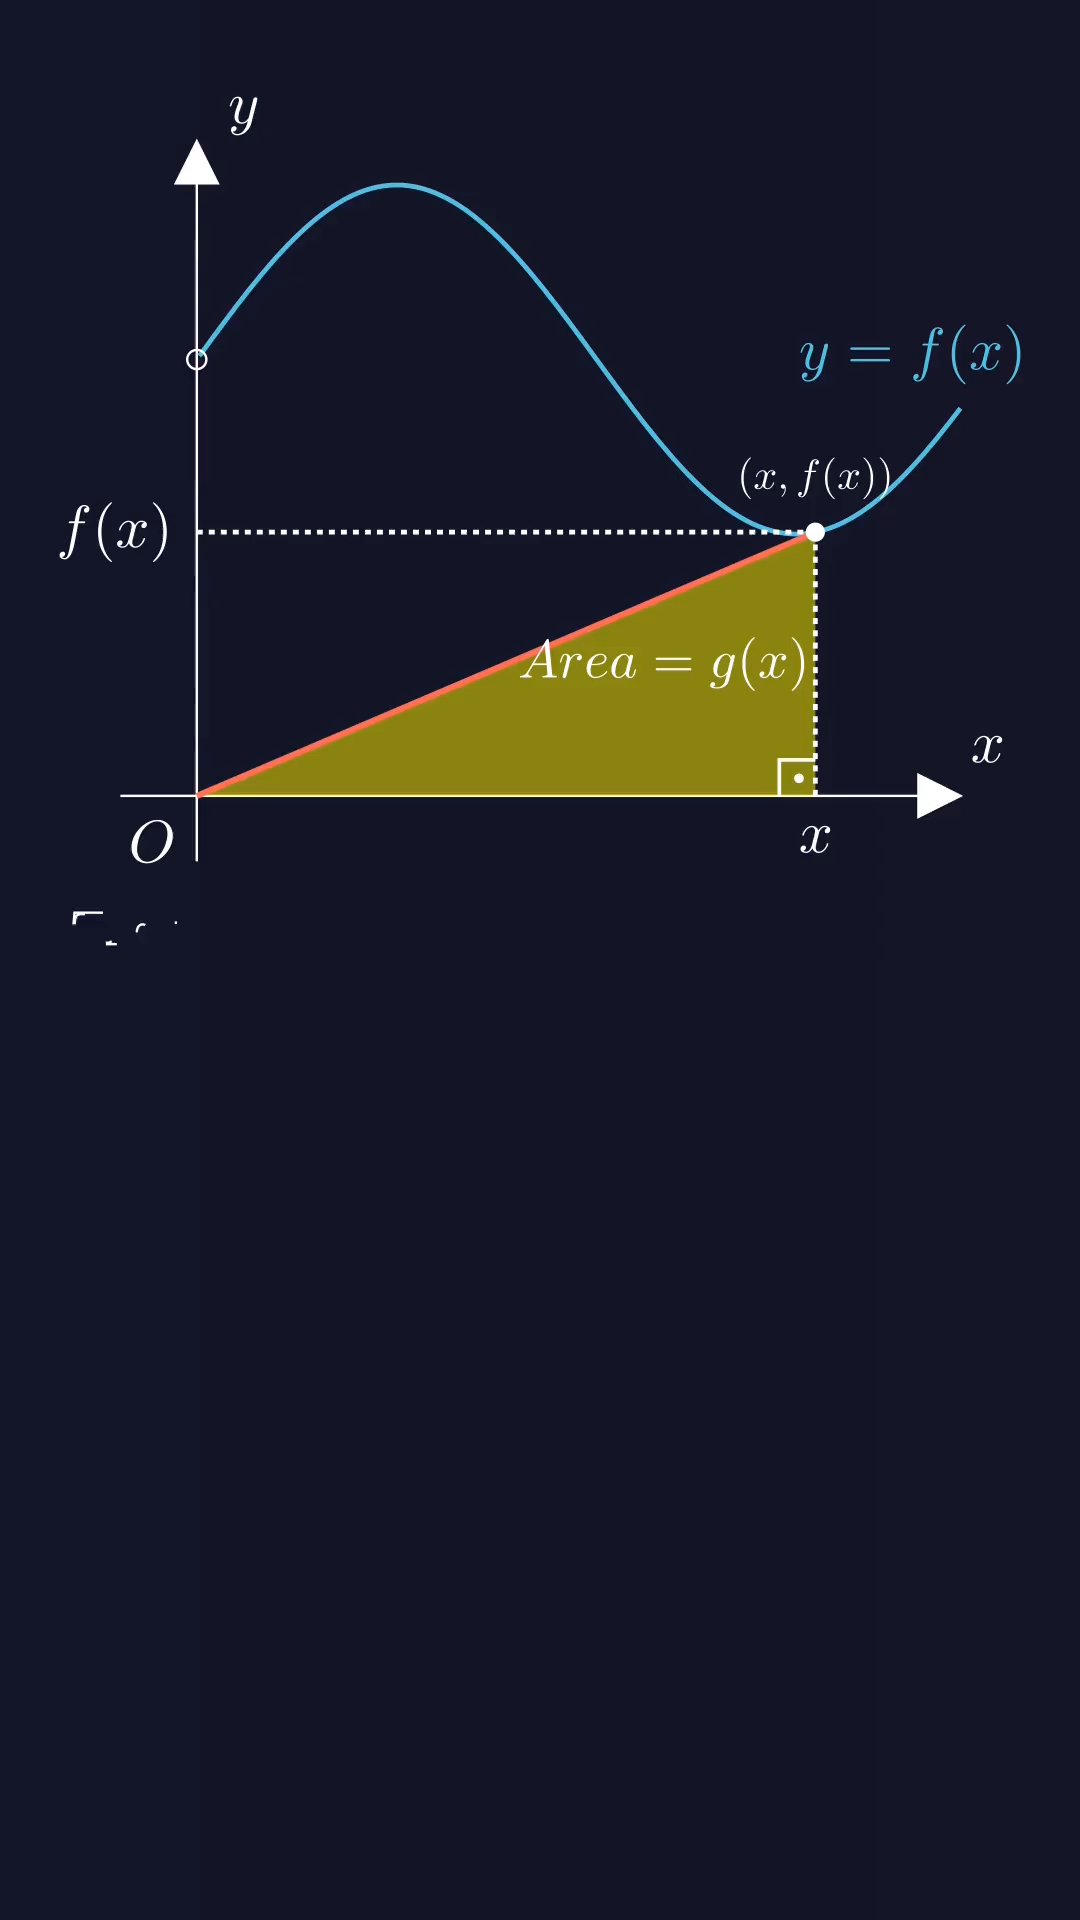 y
y = f(x)
(x, f(x))
f(x)
Area = g(x)
x
O
x